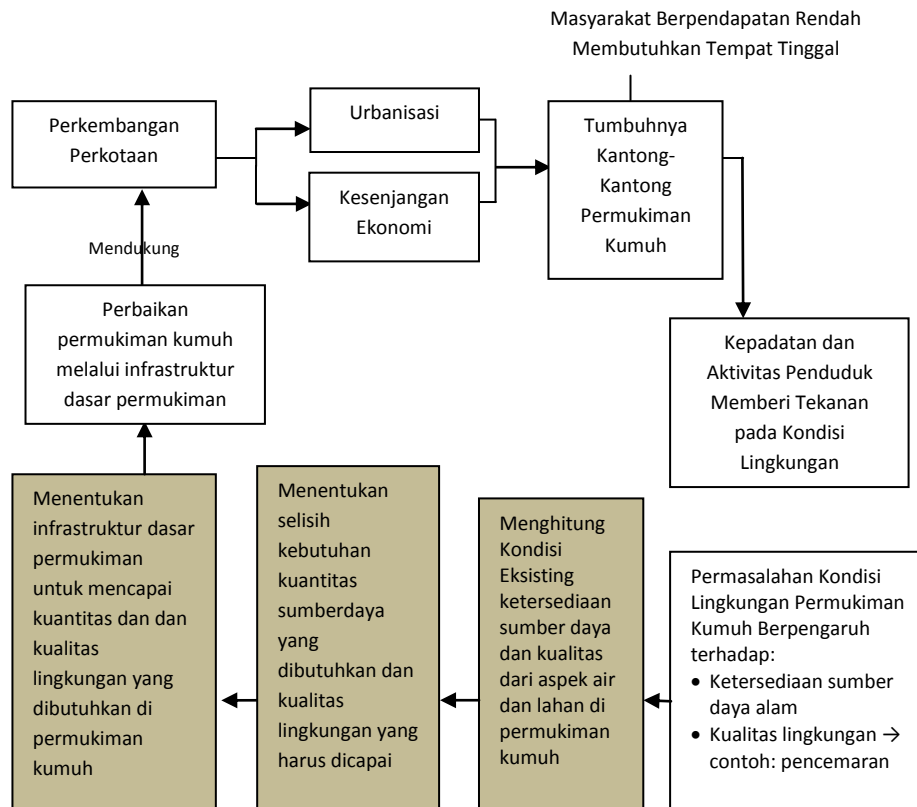 Masyarakat Berpendapatan Rendah
Membutuhkan Tempat Tinggal
Perkembangan
Perkotaan
Urbanisasi
Kesenjangan
Ekonomi
Tumbuhnya
Kantong-
Kantong
Permukiman
Kumuh
Mendukung
Perbaikan
permukiman kumuh
melalui infrastruktur
dasar permukiman
Kepadatan dan
Aktivitas Penduduk
Memberi Tekanan
pada Kondisi
Lingkungan
Menentukan
infrastruktur dasar
permukiman
untuk mencapai
kuantitas dan dan
kualitas
lingkungan yang
dibutuhkan di
permukiman
kumuh
Menentukan
selisih
kebutuhan
kuantitas
sumberdaya
yang
dibutuhkan dan
kualitas
lingkungan yang
harus dicapai
Menghitung
Kondisi
Eksisting
ketersediaan
sumber daya
dan kualitas
dari aspek air
dan lahan di
permukiman
kumuh
Permasalahan Kondisi
Lingkungan Permukiman
Kumuh Berpengaruh
terhadap:
• Ketersediaan sumber
daya alam
• Kualitas lingkungan →
contoh: pencemaran